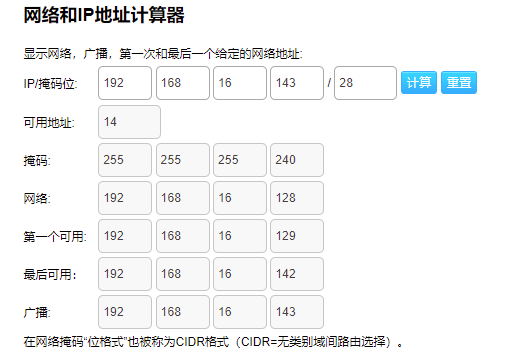 网络和IP地址计算器
显示网络，广播，第一次和最后一个给定的网络地址:
IP/掩码位: 192 168 16 143 / 28 计算 重置
可用地址: 14
掩码: 255 255 255 240
网络: 192 168 16 128
第一个可用: 192 168 16 129
最后可用： 192 168 16 142
广播: 192 168 16 143
在网络掩码“位格式”也被称为CIDR格式（CIDR=无类别域间路由选择）。